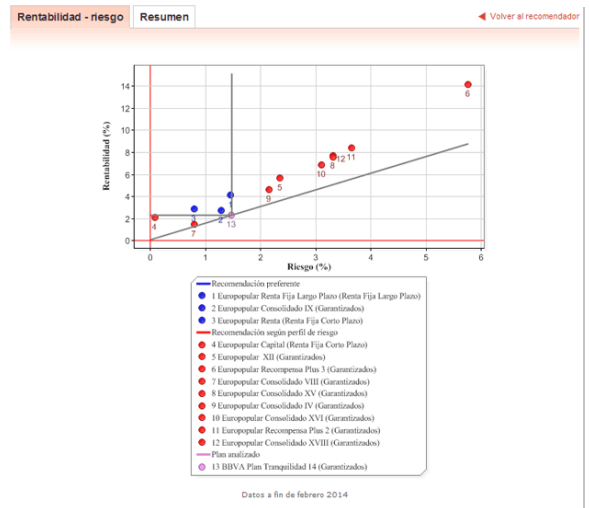 Rentabilidad - riesgo
Resumen
Volver al recomendador
Rentabilidad (%)
14
12
10
8
6
4
2
0
6
12 11
8
10
5
9
1
3
2
13
4
7
0 1 2 3 4 5 6
Riesgo (%)
Recomendación preferente
1 Europopular Renta Fija Largo Plazo (Renta Fija Largo Plazo)
2 Europopular Consolidado IX (Garantizados)
3 Europopular Renta (Renta Fija Corto Plazo)
Recomendación según perfil de riesgo
4 Europopular Capital (Renta Fija Corto Plazo)
5 Europopular XII (Garantizados)
6 Europopular Recompensa Plus 3 (Garantizados)
7 Europopular Consolidado VIII (Garantizados)
8 Europopular Consolidado XV (Garantizados)
9 Europopular Consolidado IV (Garantizados)
10 Europopular Consolidado XVI (Garantizados)
11 Europopular Recompensa Plus 2 (Garantizados)
12 Europopular Consolidado XVIII (Garantizados)
Plan analizado
13 BBVA Plan Tranquilidad 14 (Garantizados)
Datos a fin de febrero 2014